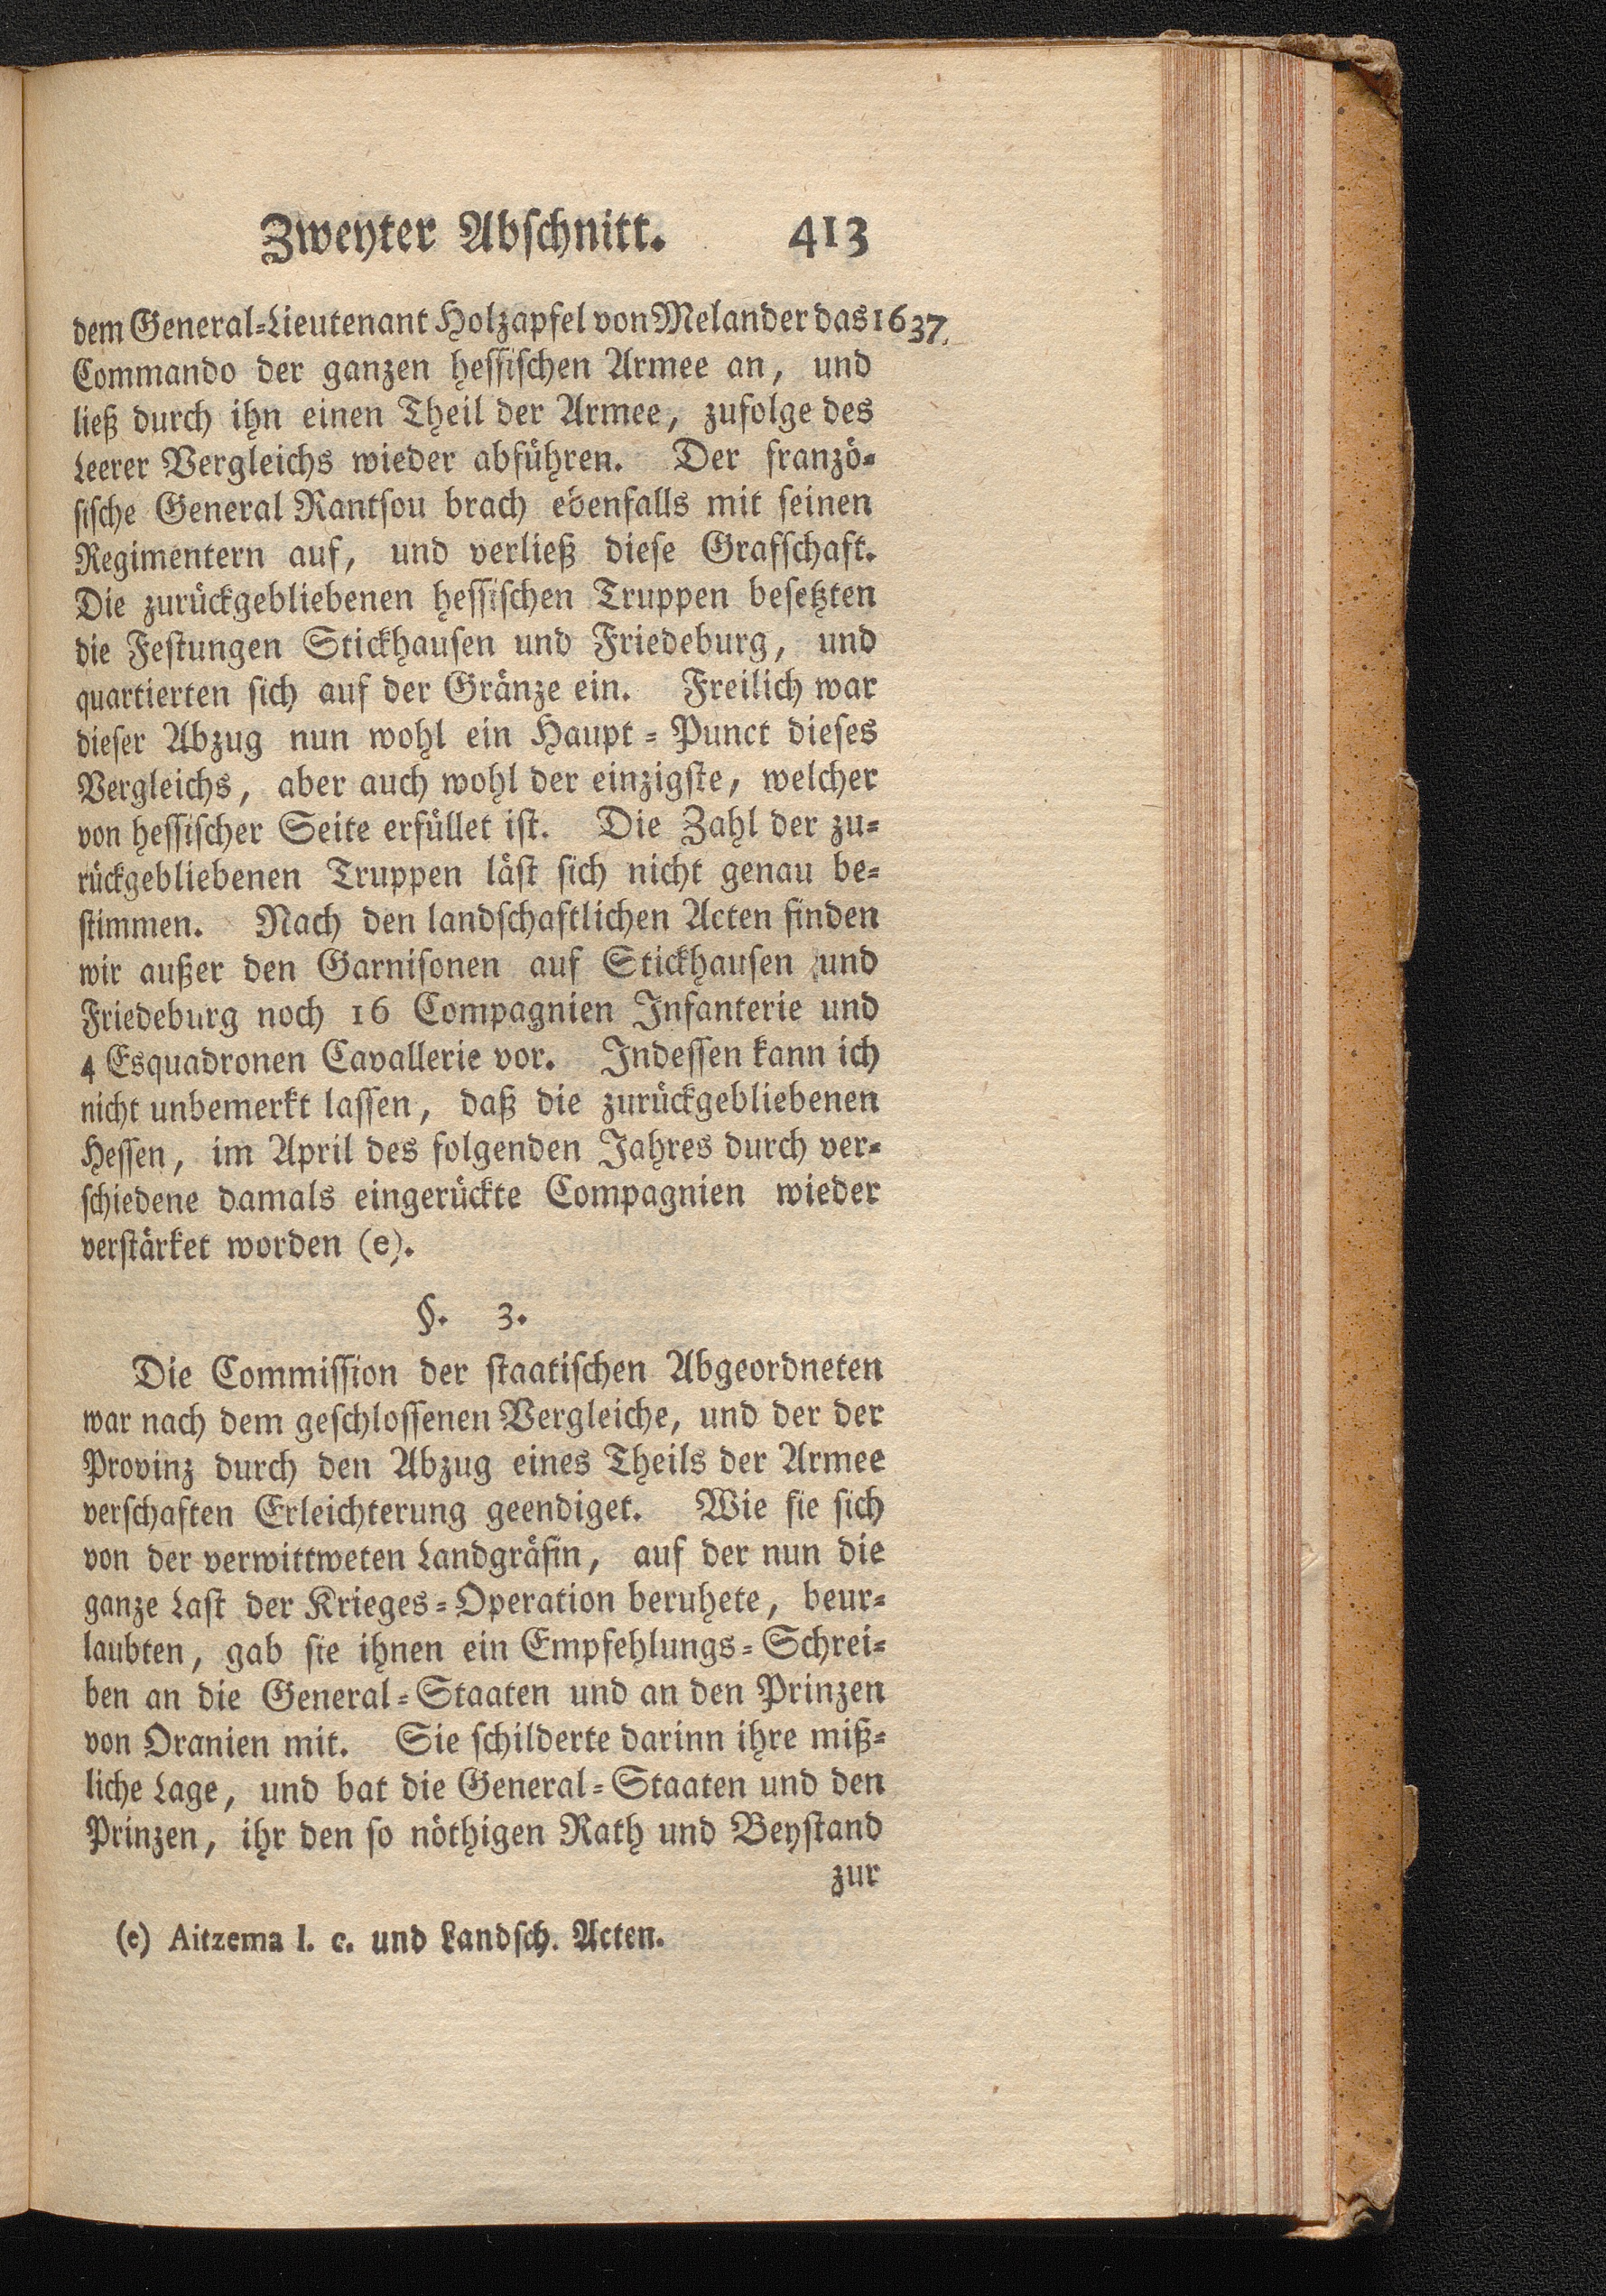 Zweyter Abschnitt. 413
dem General-Lieutenant Holzapfel von Melander das 1637.
Commando der ganzen hessischen Armee an, und
ließ durch ihn einen Theil der Armee, zufolge des
Leerer Vergleichs wieder abführen. Der franzö-
sische General Rantsou brach ebenfalls mit seinen
Regimentern auf, und verließ diese Grafschaft.
Die zurückgebliebenen hessischen Truppen besetzten
die Festungen Stickhausen und Friedeburg, und
quartierten sich auf der Gränze ein. Freilich war
dieser Abzug nun wohl ein Haupt-Punct dieses
Vergleichs, aber auch wohl der einzigste, welcher
von hessischer Seite erfüllet ist. Die Zahl der zu-
rückgebliebenen Truppen läst sich nicht genau be-
stimmen. Nach den landschaftlichen Acten finden
wir außer den Garnisonen auf Stickhausen und
Friedeburg noch 16 Compagnien Infanterie und
4 Esquadronen Cavallerie vor. Indessen kann ich
nicht unbemerkt lassen, daß die zurückgebliebenen
Hessen, im April des folgenden Jahres durch ver-
schiedene damals eingerückte Compagnien wieder
verstärket worden (e).
§. 3.
Die Commission der staatischen Abgeordneten
war nach dem geschlossenen Vergleiche, und der der
Provinz durch den Abzug eines Theils der Armee
verschaften Erleichterung geendiget. Wie sie sich
von der verwittweten Landgräfin, auf der nun die
ganze Last der Krieges-Operation beruhete, beur-
laubten, gab sie ihnen ein Empfehlungs-Schrei-
ben an die General-Staaten und an den Prinzen
von Oranien mit. Sie schilderte darinn ihre miß-
liche Lage, und bat die General-Staaten und den
Prinzen, ihr den so nöthigen Rath und Beystand
zur
(e) Aitzema l. c. und Landsch. Acten.